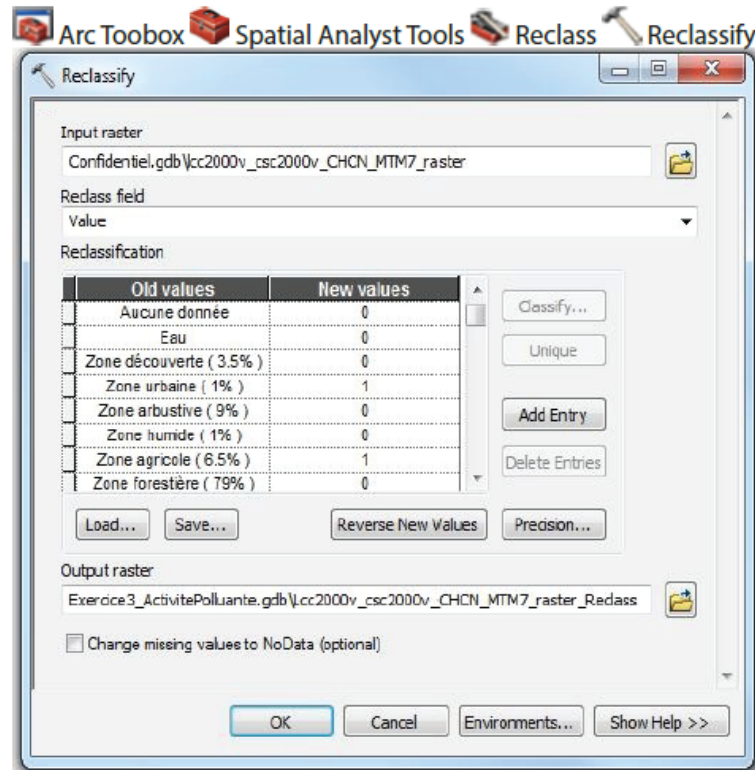 Arc Toobox Spatial Analyst Tools Reclass Reclassify
Reclassify
Input raster
Confidentiel.gdb\lcc2000v_csc2000v_CHCN_MTM7_raster
Reclass field
Value
Reclassification
Old values New values
Aucune donnée 0
Eau 0
Zone découverte ( 3.5% ) 0
Zone urbaine ( 1% ) 1
Zone arbustive ( 9% ) 0
Zone humide ( 1% ) 0
Zone agricole ( 6.5% ) 1
Zone forestière ( 79% ) 0
Classify...
Unique
Add Entry
Delete Entries
Load... Save... Reverse New Values Precision...
Output raster
Exercice3_ActivitePolluante.gdb\Lcc2000v_csc2000v_CHCN_MTM7_raster_Reclass
Change missing values to NoData (optional)
OK Cancel Environments... Show Help >>